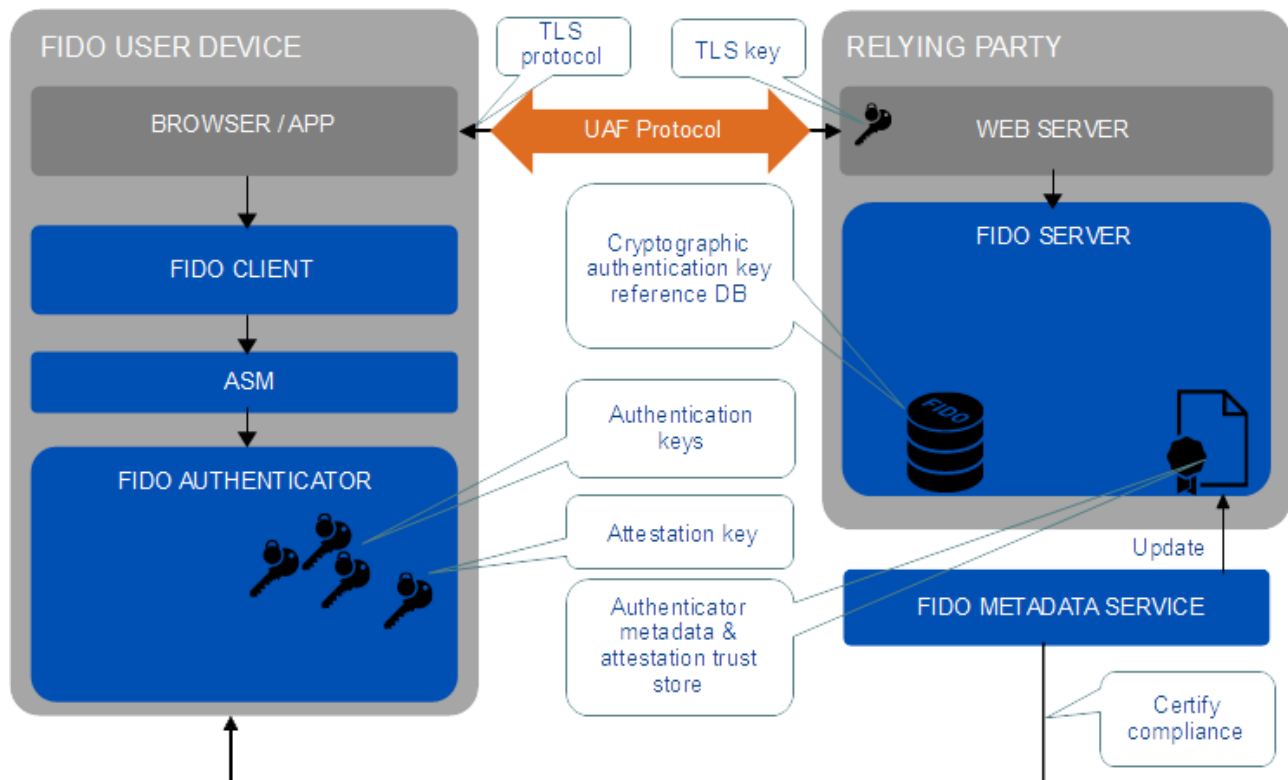 FIDO USER DEVICE
TLS
protocol
TLS key
RELYING PARTY
BROWSER / APP
UAF Protocol
WEB SERVER
FIDO CLIENT
Cryptographic
authentication key
reference DB
FIDO SERVER
ASM
FIDO
Authentication
keys
FIDO AUTHENTICATOR
Attestation key
Update
Authenticator
metadata &
attestation trust
store
FIDO METADATA SERVICE
Certify
compliance